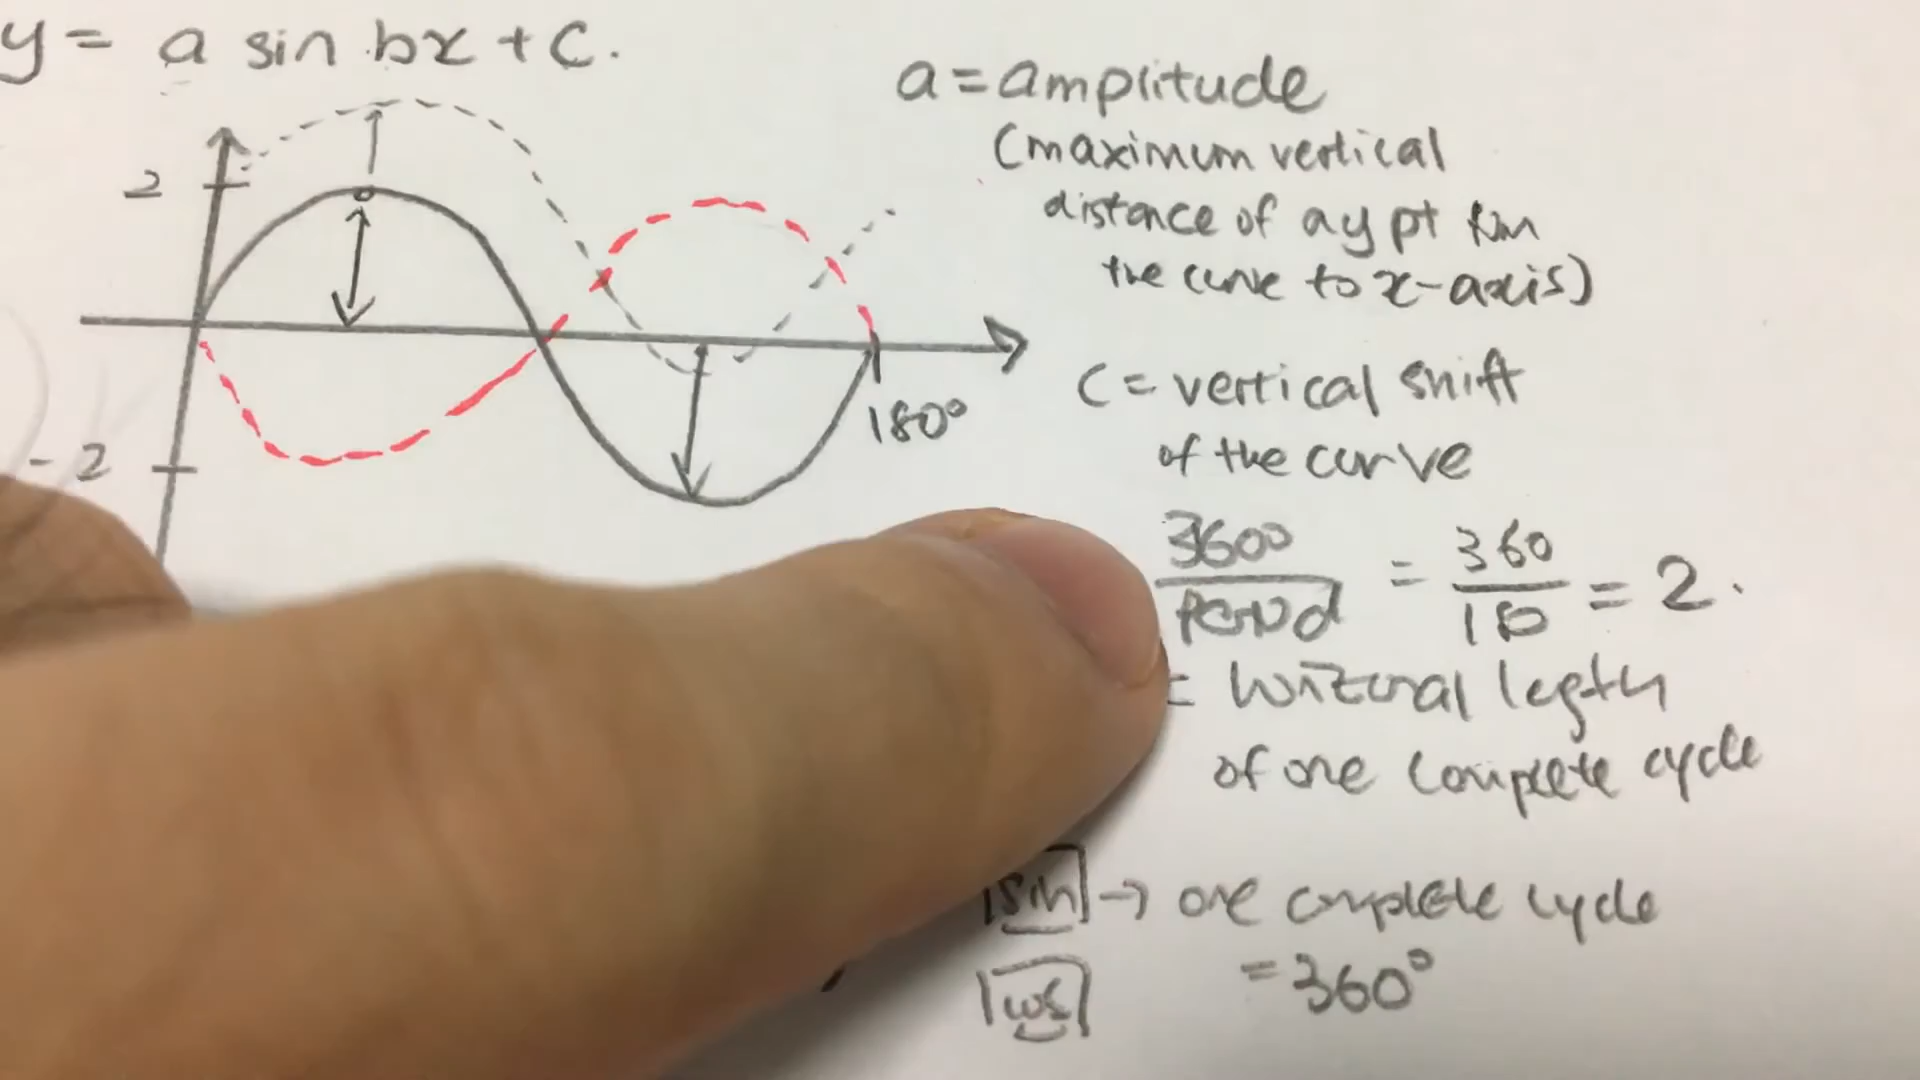 y = a sin bx + c.
a = amplitude
(maximum vertical
distance of ay pt from
the curve to x-axis)
2
-2
180°
c = vertical shift
of the curve
360° / Period = 360 / 180 = 2.
= horizontal length
of one complete cycle
sin → one complete cycle
cos = 360°